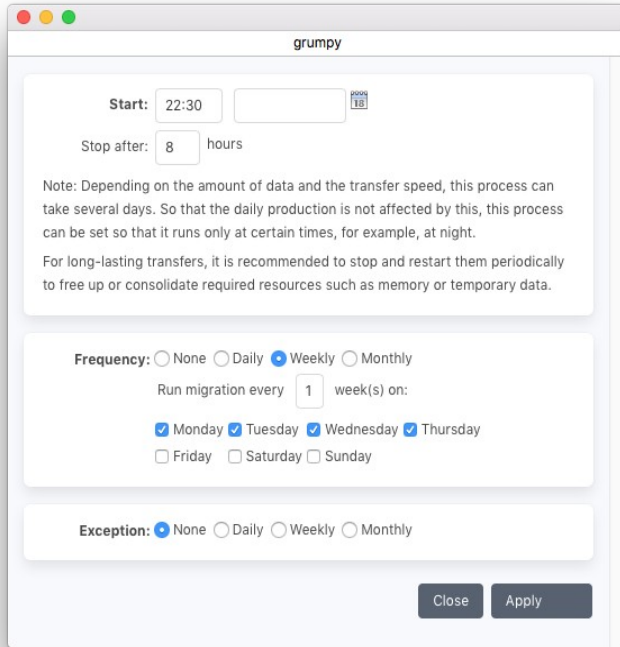 grumpy
Start: 22:30 18
Stop after: 8 hours
Note: Depending on the amount of data and the transfer speed, this process can
take several days. So that the daily production is not affected by this, this process
can be set so that it runs only at certain times, for example, at night.
For long-lasting transfers, it is recommended to stop and restart them periodically
to free up or consolidate required resources such as memory or temporary data.
Frequency: None Daily Weekly Monthly
Run migration every 1 week(s) on:
Monday Tuesday Wednesday Thursday
Friday Saturday Sunday
Exception: None Daily Weekly Monthly
Close Apply